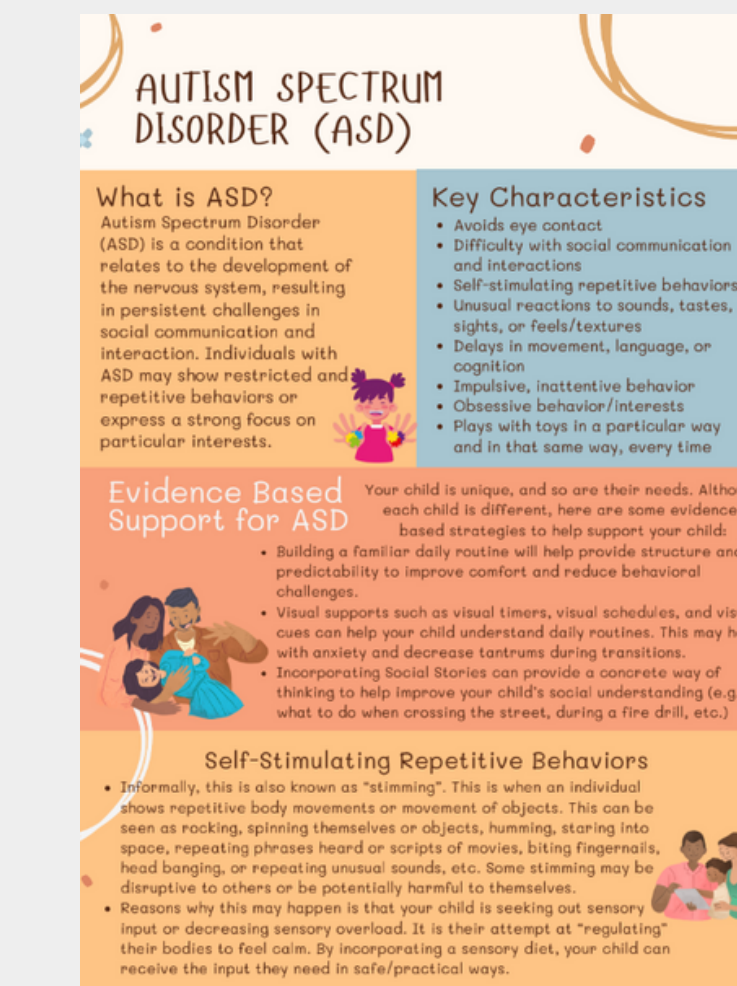 AUTISM SPECTRUM
DISORDER (ASD)
What is ASD?
Autism Spectrum Disorder
(ASD) is a condition that
relates to the development of
the nervous system, resulting
in persistent challenges in
social communication and
interaction. Individuals with
ASD may show restricted and
repetitive behaviors or
express a strong focus on
particular interests.
Key Characteristics
• Avoids eye contact
• Difficulty with social communication
and interactions
• Self-stimulating repetitive behaviors
• Unusual reactions to sounds, tastes,
sights, or feels/textures
• Delays in movement, language, or
cognition
• Impulsive, inattentive behavior
• Obsessive behavior/interests
• Plays with toys in a particular way
and in that same way, every time
Evidence Based
Support for ASD
Your child is unique, and so are their needs.
each child is different, here are some evidence
based strategies to help support your child:
• Building a familiar daily routine will help provide structure
predictability to improve comfort and reduce behavioral
challenges.
• Visual supports such as visual timers, visual schedules, and
cues can help your child understand daily routines. This may
with anxiety and decrease tantrums during transitions.
• Incorporating Social Stories can provide a concrete way of
thinking to help improve your child's social understanding (e.g.
what to do when crossing the street, during a fire drill, etc.)
Self-Stimulating Repetitive Behaviors
• Informally, this is also known as "stimming". This is when an individual
shows repetitive body movements or movement of objects. This can be
seen as rocking, spinning themselves or objects, humming, staring into
space, repeating phrases heard or scripts of movies, biting fingernails,
head banging, or repeating unusual sounds, etc. Some stimming may be
disruptive to others or be potentially harmful to themselves.
• Reasons why this may happen is that your child is seeking out sensory
input or decreasing sensory overload. It is their attempt at "regulating"
their bodies to feel calm. By incorporating a sensory diet, your child can
receive the input they need in safe/practical ways.